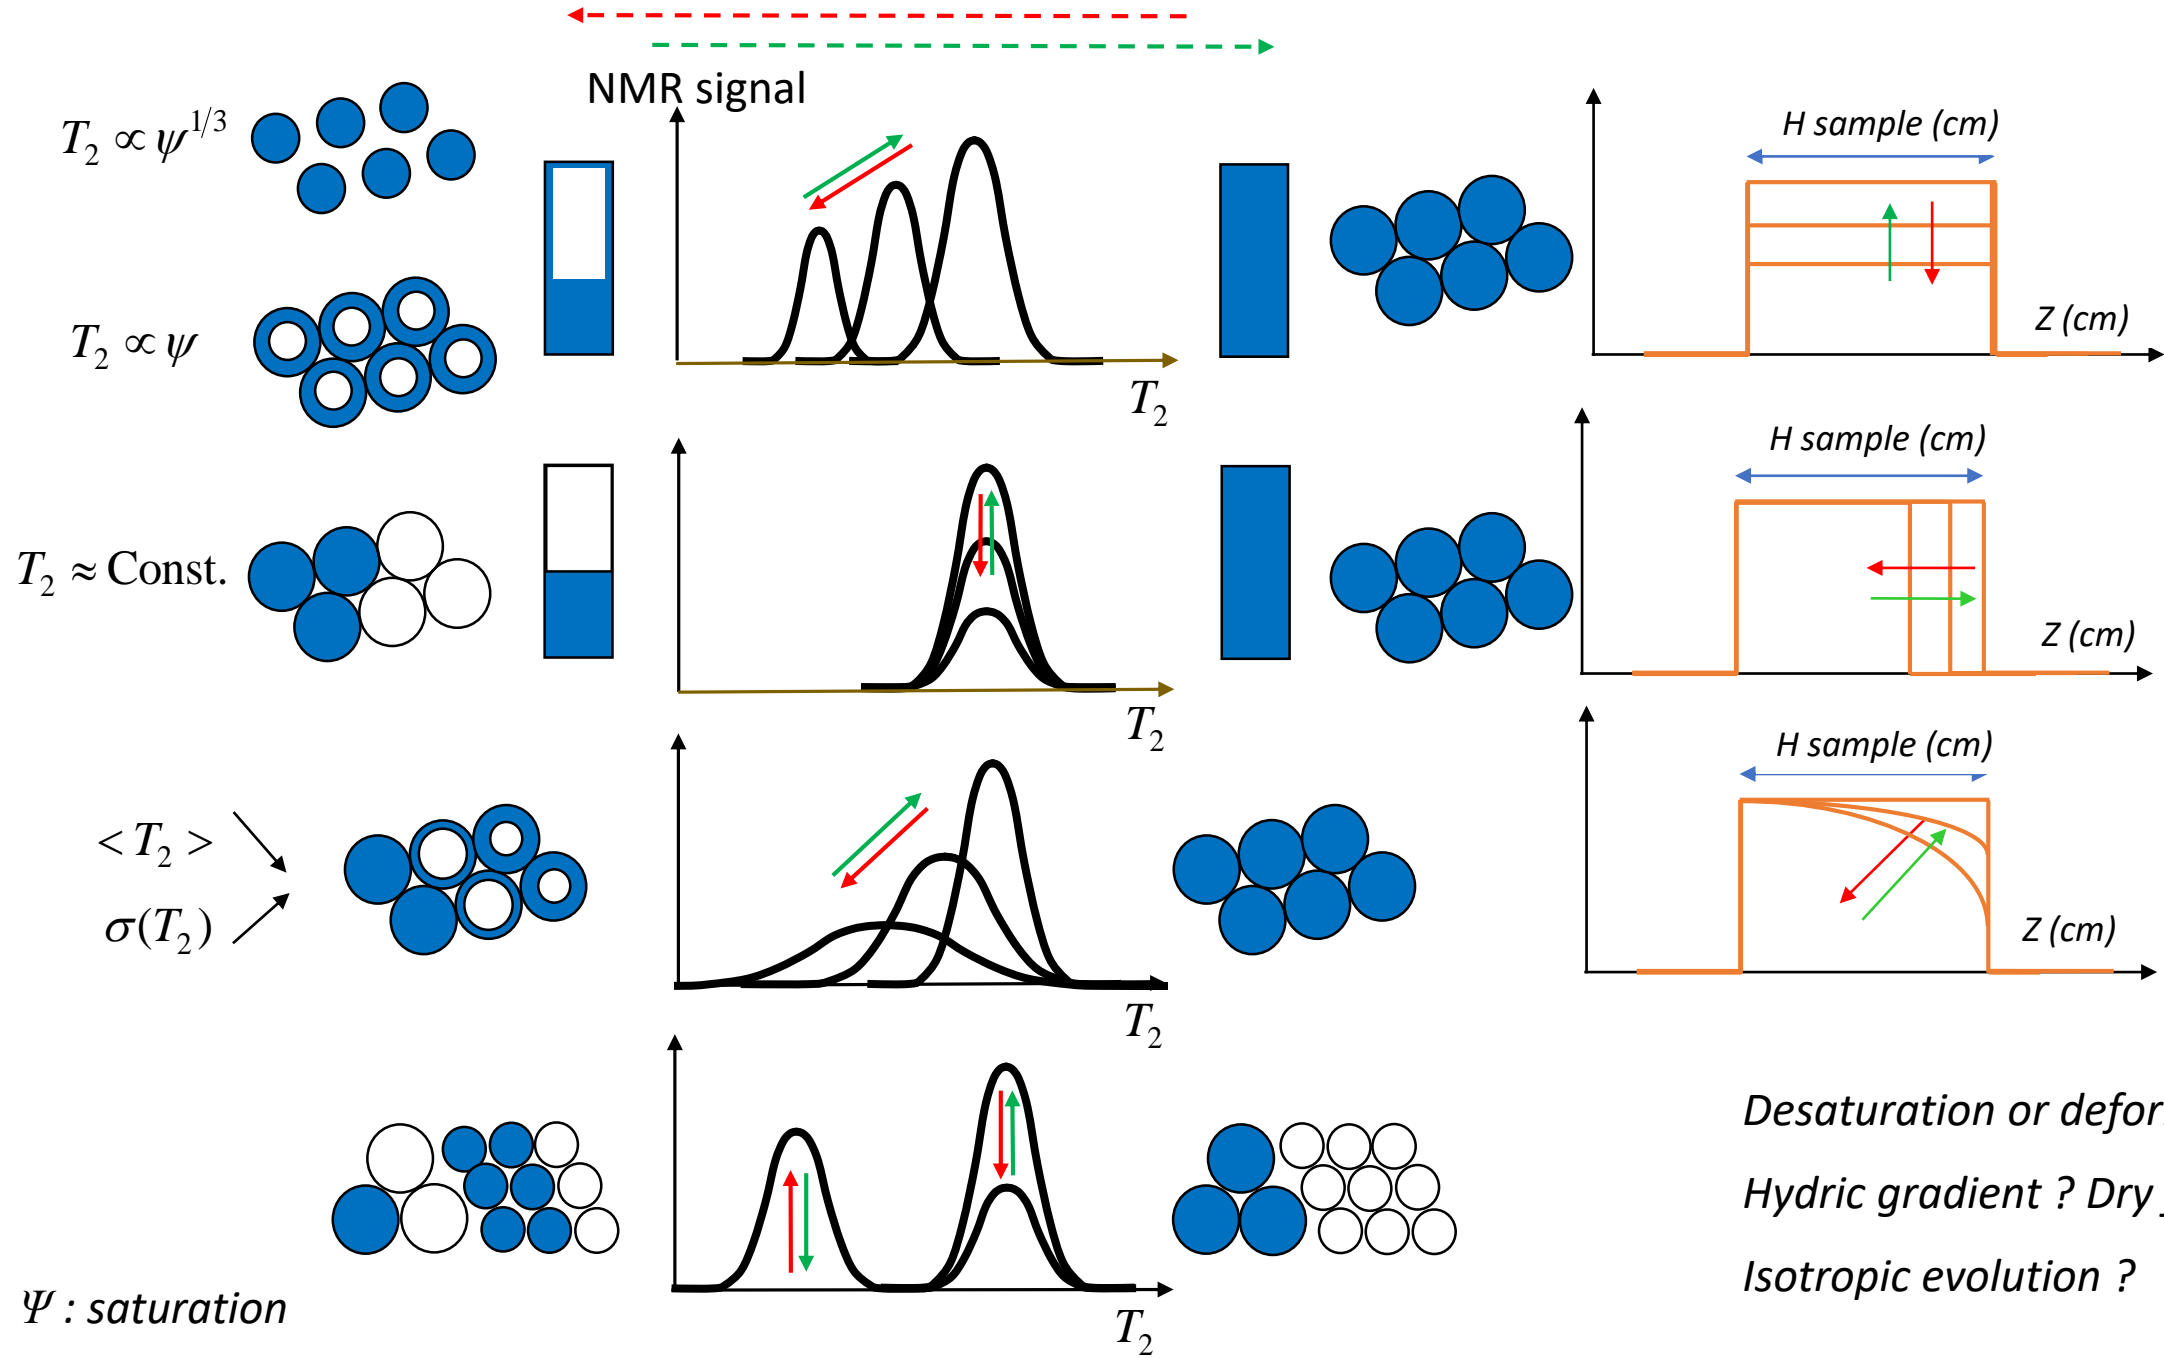 NMR signal
T₂ ∝ ψ^{1/3}
H sample (cm)
Z (cm)
T₂ ∝ ψ
T₂
H sample (cm)
T₂ ≈ Const.
Z (cm)
T₂
H sample (cm)
< T₂ >
σ(T₂)
Z (cm)
T₂
Desaturation or defor
Hydric gradient ? Dry
Isotropic evolution ?
Ψ : saturation
T₂